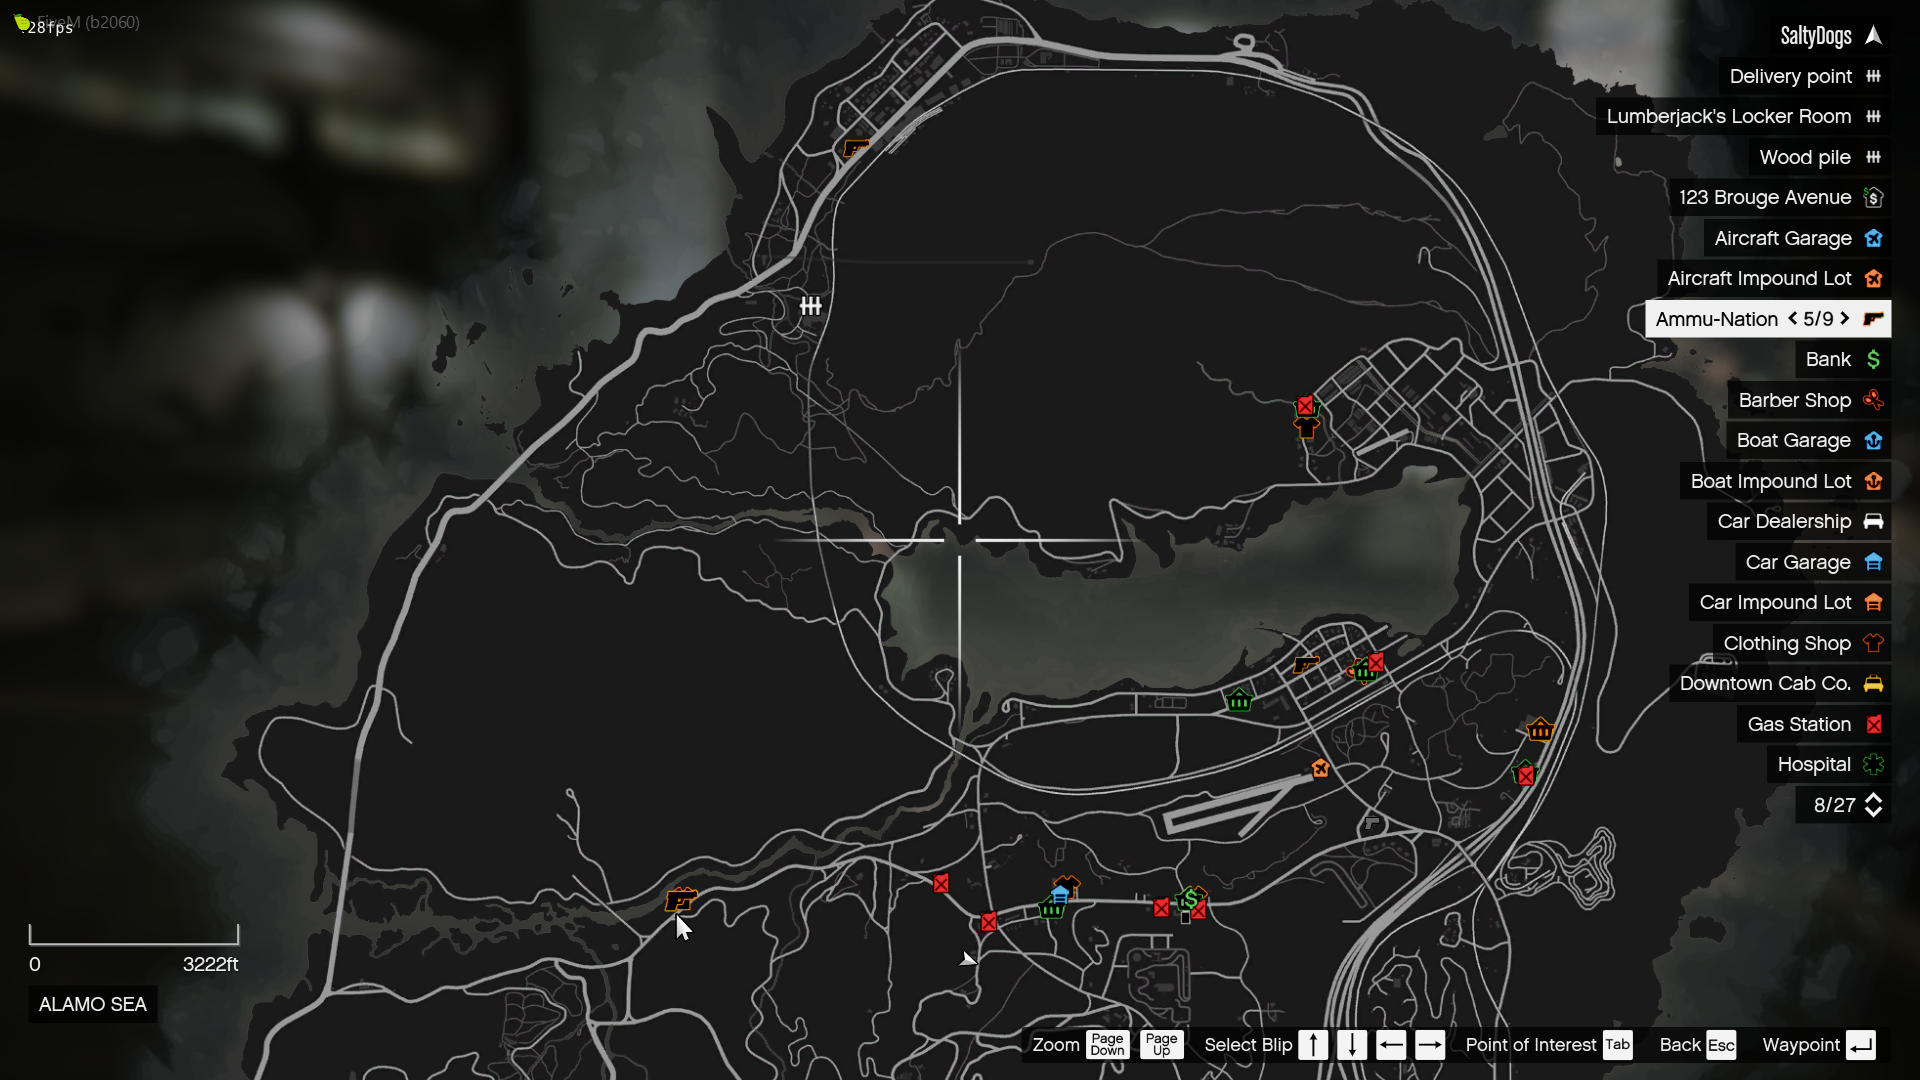 FiveM (b2060)
28fps
SaltyDogs
Delivery point
Lumberjack's Locker Room
Wood pile
123 Brouge Avenue
Aircraft Garage
Aircraft Impound Lot
Ammu-Nation < 5/9 >
Bank
Barber Shop
Boat Garage
Boat Impound Lot
Car Dealership
Car Garage
Car Impound Lot
Clothing Shop
Downtown Cab Co.
Gas Station
Hospital
8/27
0 3222ft
ALAMO SEA
Zoom Page Down Page Up Select Blip ↑ ↓ ← → Point of Interest Tab Back Esc Waypoint